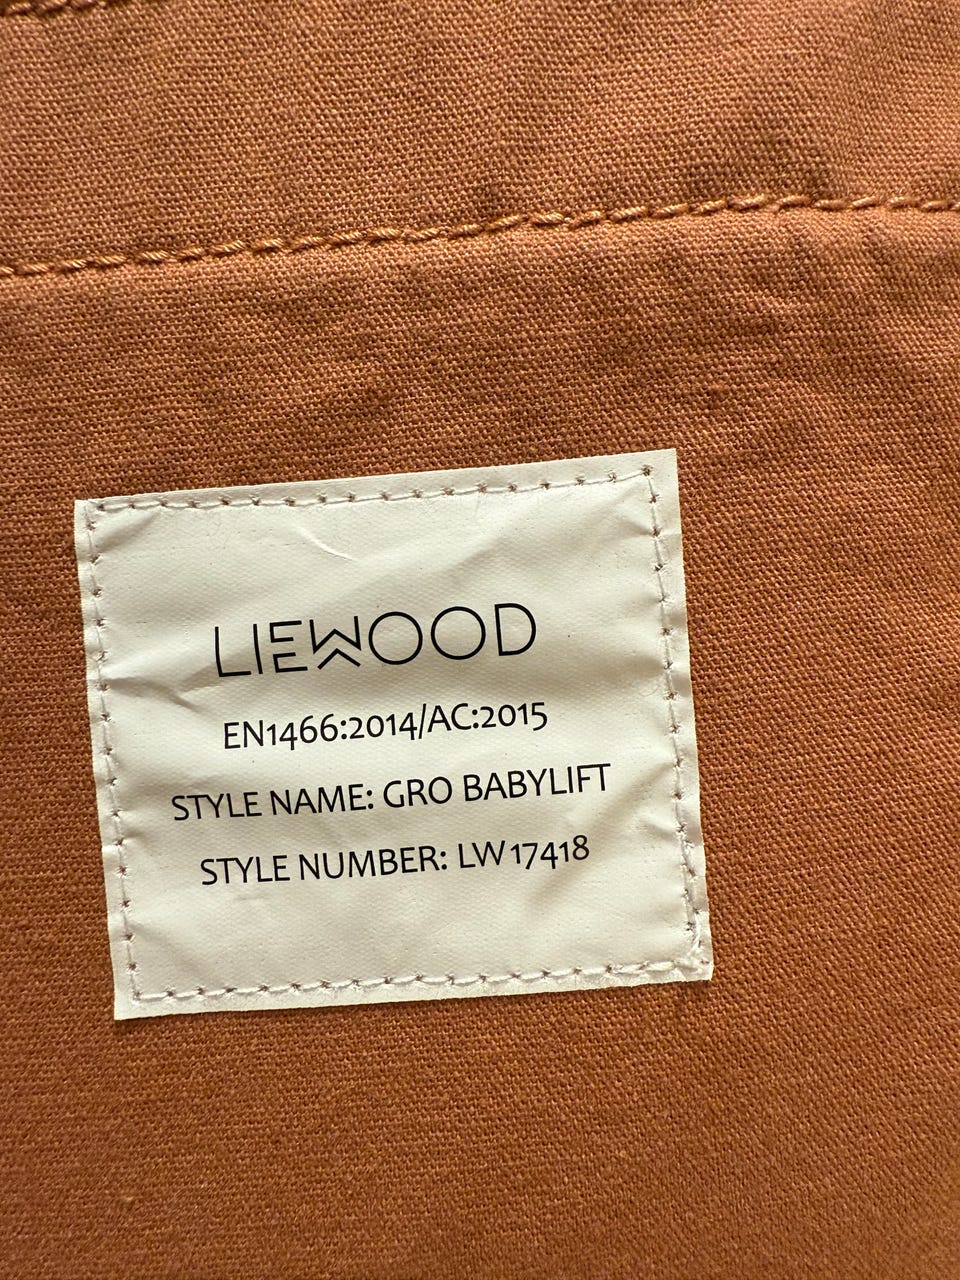 LIEWOOD
EN1466:2014/AC:2015
STYLE NAME: GRO BABYLIFT
STYLE NUMBER: LW17418